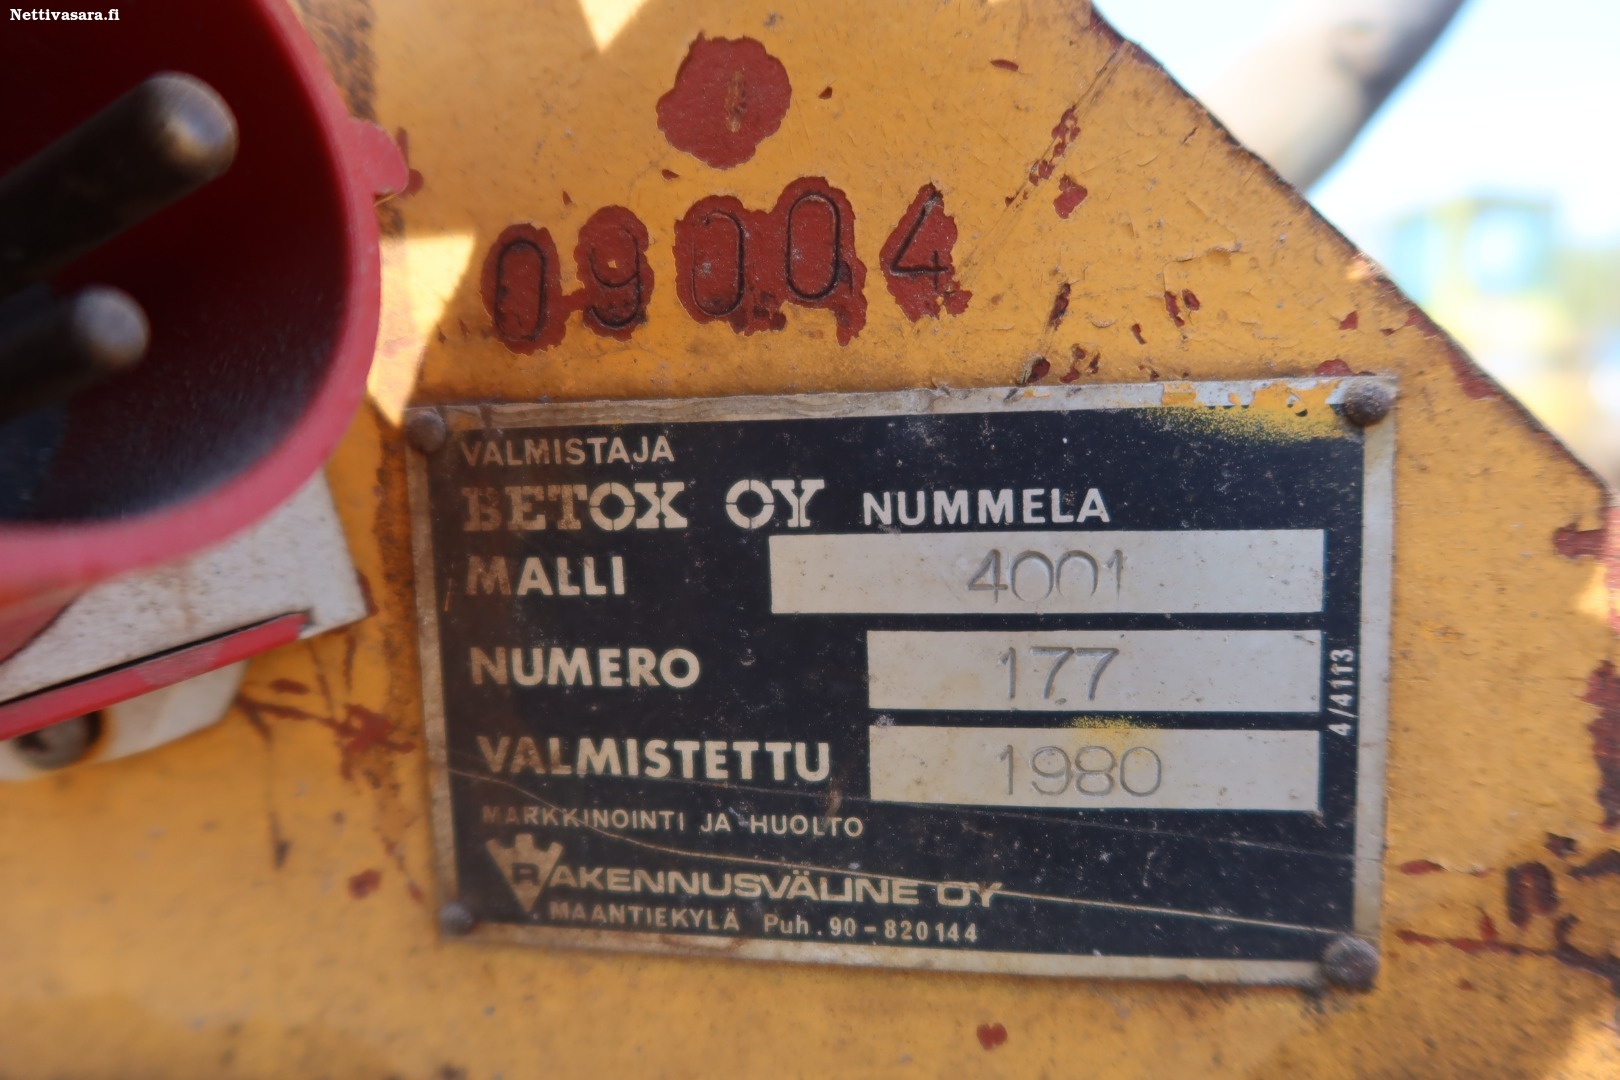 Nettivasara.fi
09004
VALMISTAJA
BETOX OY NUMMELA
MALLI 4001
NUMERO 177
VALMISTETTU 1980
4/4113
MARKKINOINTI JA HUOLTO
RAKENNUSVÄLINE OY
MAANTIEKYLÄ Puh. 90-820144